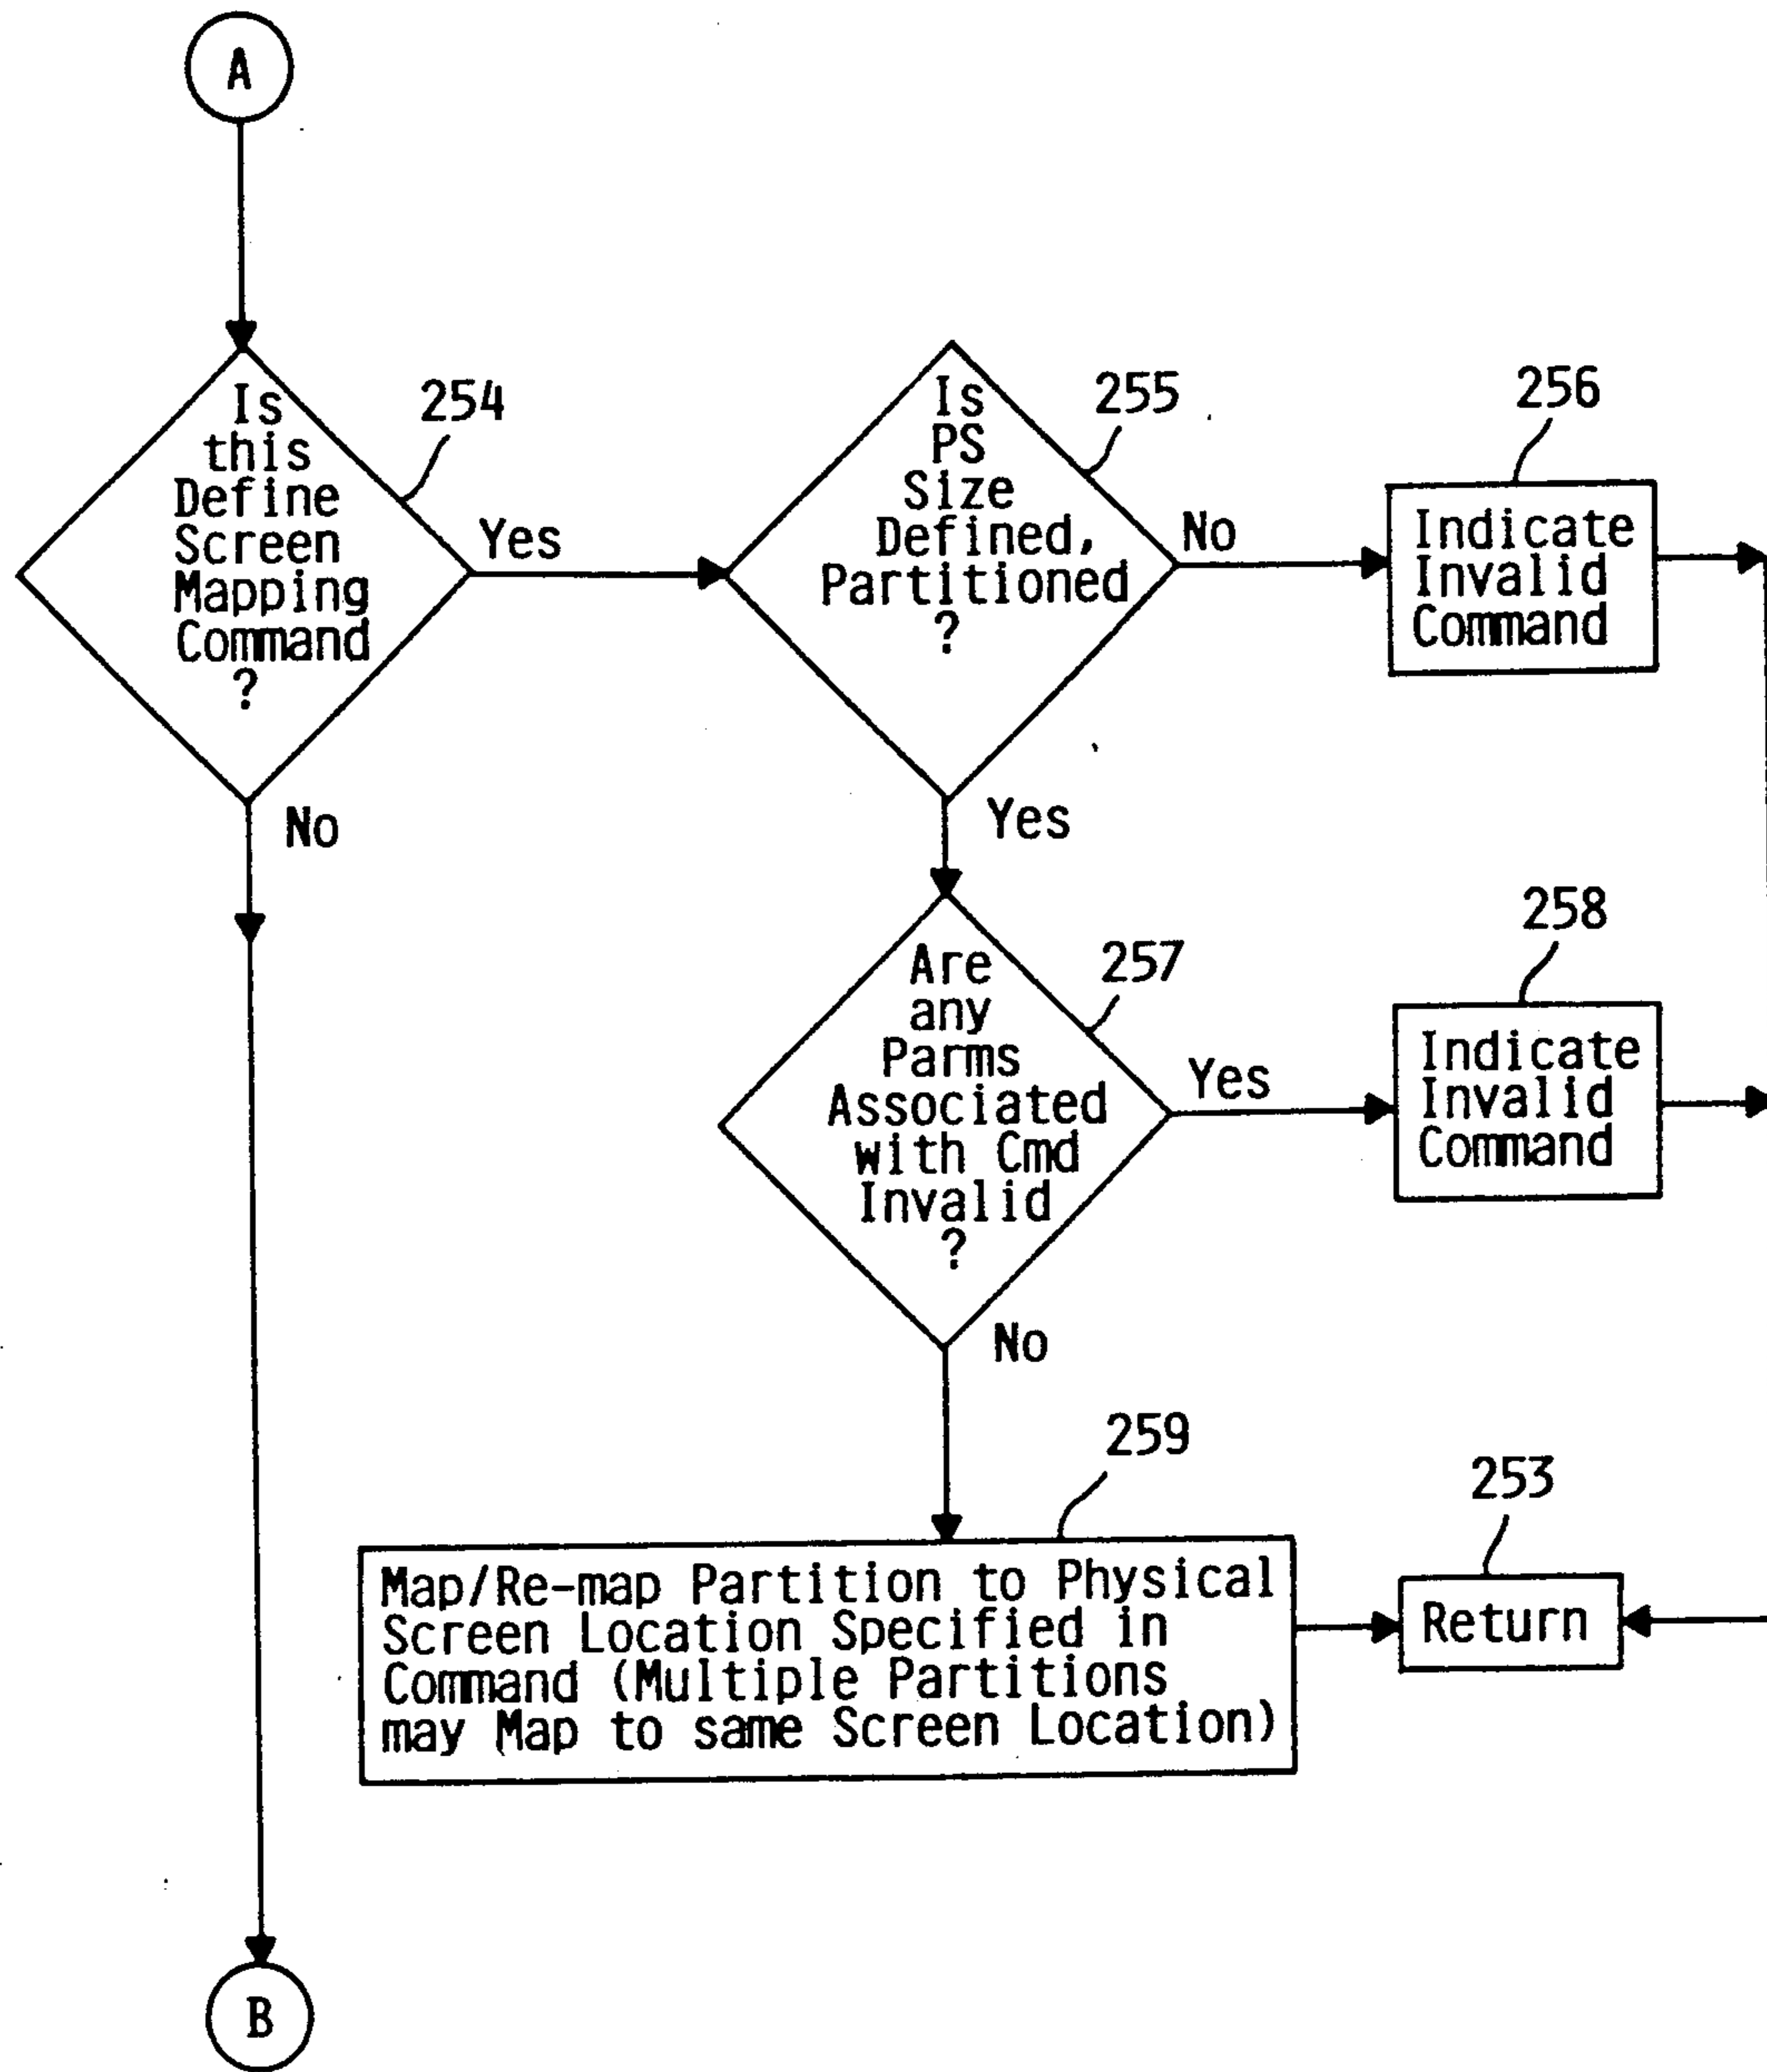 A
Is
this
Define
Screen
Mapping
Command
?
254
Yes
No
Is
PS
Size
Defined,
Partitioned
?
255
No
Yes
256
Indicate
Invalid
Command
Are
any
Parms
Associated
with Cmd
Invalid
?
257
Yes
No
258
Indicate
Invalid
Command
259
Map/Re-map Partition to Physical
Screen Location Specified in
Command (Multiple Partitions
may Map to same Screen Location)
253
Return
B